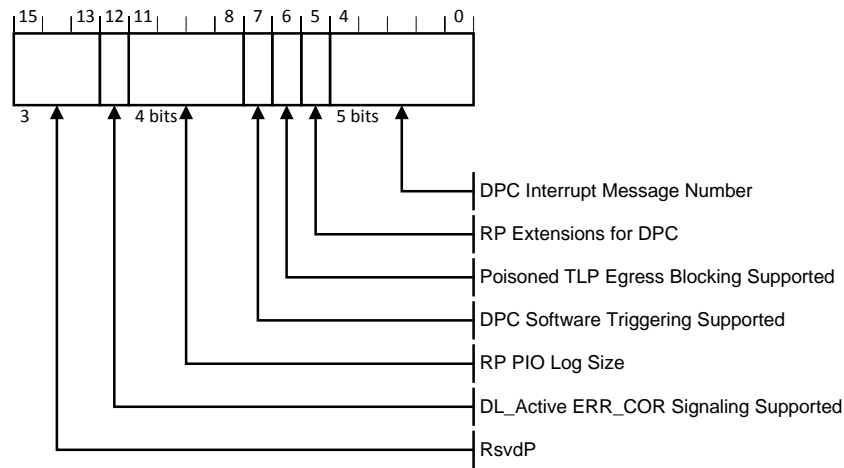 15 13 12 11 8 7 6 5 4 0
3 4 bits 5 bits
DPC Interrupt Message Number
RP Extensions for DPC
Poisoned TLP Egress Blocking Supported
DPC Software Triggering Supported
RP PIO Log Size
DL_Active ERR_COR Signaling Supported
RsvdP